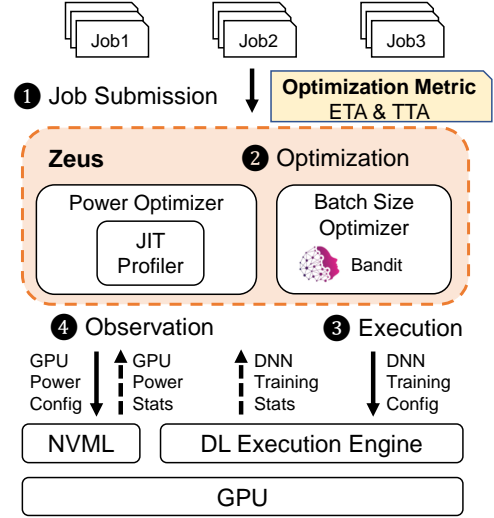 Job1
Job2
Job3
❶ Job Submission
Optimization Metric
ETA & TTA
Zeus
❷ Optimization
Power Optimizer
JIT
Profiler
Batch Size
Optimizer
Bandit
❹ Observation
❸ Execution
GPU
Power
Config
GPU
Power
Stats
DNN
Training
Stats
DNN
Training
Config
NVML
DL Execution Engine
GPU